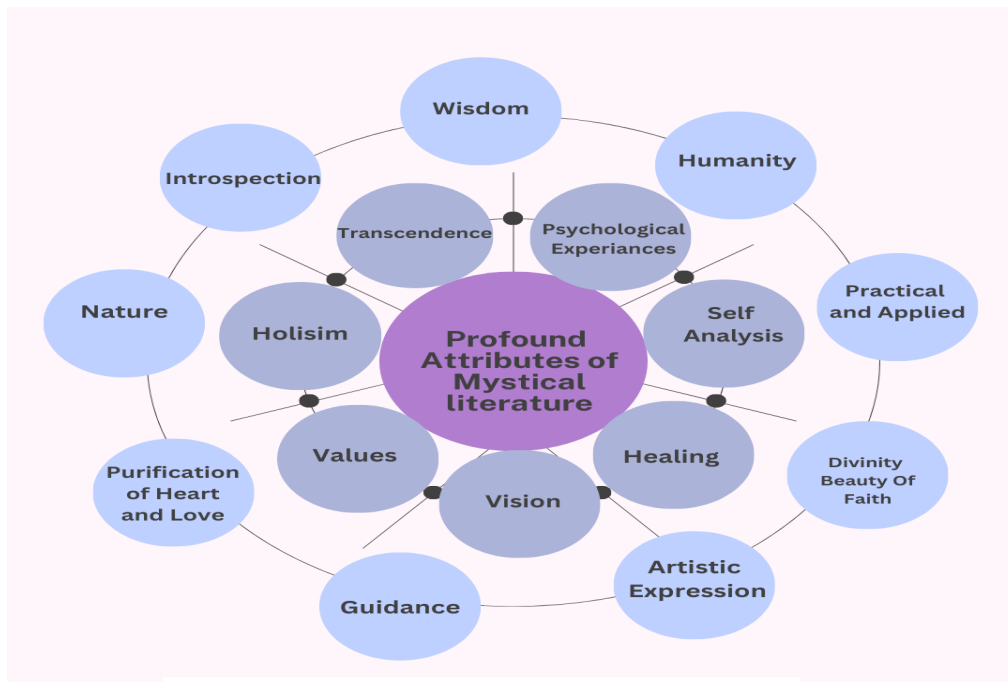 Wisdom
Humanity
Introspection
Transcendence
Psychological
Experiances
Nature
Holisim
Self
Analysis
Practical
and Applied
Profound
Attributes of
Mystical
literature
Values
Healing
Vision
Purification
of Heart
and Love
Divinity
Beauty Of
Faith
Guidance
Artistic
Expression